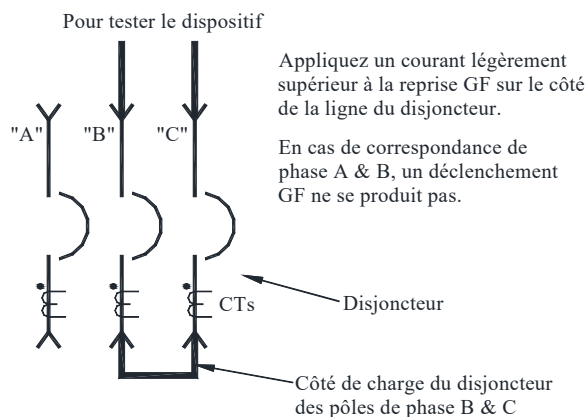 Pour tester le dispositif
Appliquez un courant légèrement
supérieur à la reprise GF sur le côté
de la ligne du disjoncteur.
"A"
"B"
"C"
En cas de correspondance de
phase A & B, un déclenchement
GF ne se produit pas.
CTs
Disjoncteur
Côté de charge du disjoncteur
des pôles de phase B & C